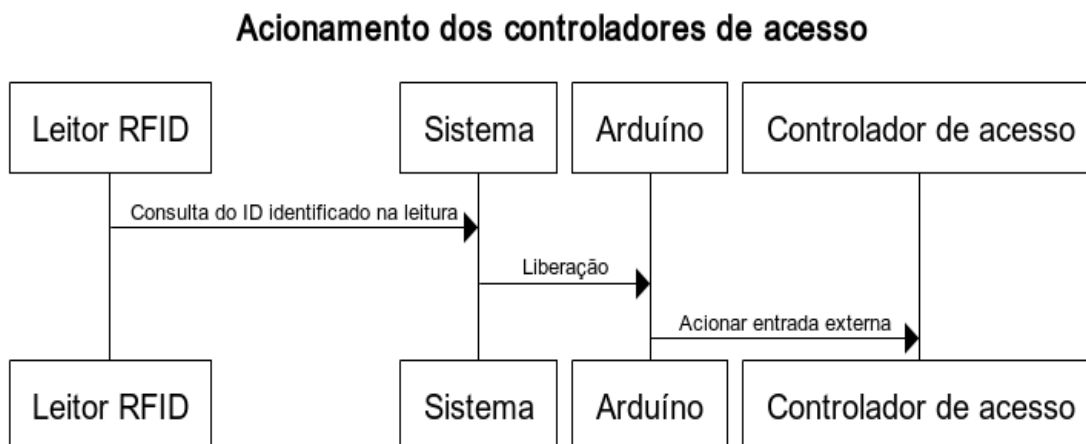 Acionamento dos controladores de acesso
Leitor RFID
Sistema
Arduíno
Controlador de acesso
Consulta do ID identificado na leitura
Liberação
Acionar entrada externa
Leitor RFID
Sistema
Arduíno
Controlador de acesso